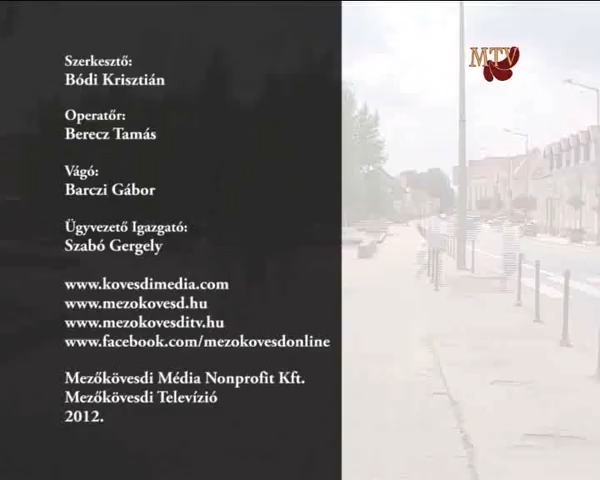 MTV
Szerkesztő:
Bódi Krisztián
Operatőr:
Berecz Tamás
Vágó:
Barczi Gábor
Ügyvezető Igazgató:
Szabó Gergely
www.kovesdimedia.com
www.mezokovesd.hu
www.mezokovesditv.hu
www.facebook.com/mezokovesdonline
Mezőkövesdi Média Nonprofit Kft.
Mezőkövesdi Televízió
2012.